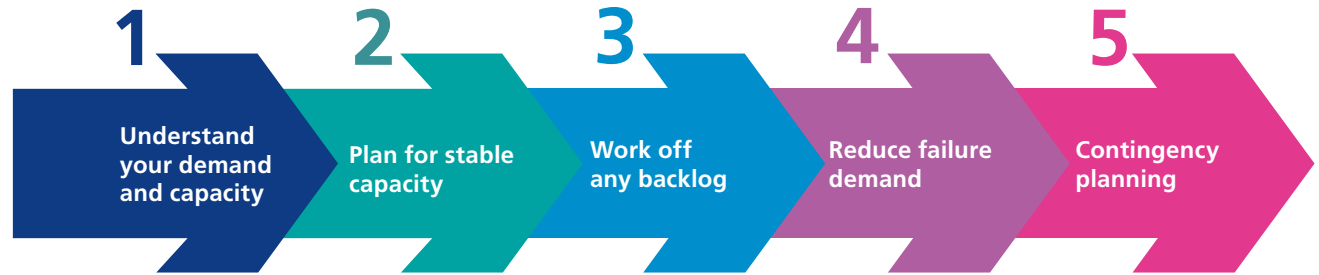 1
Understand
your demand
and capacity
2
Plan for stable
capacity
3
Work off
any backlog
4
Reduce failure
demand
5
Contingency
planning